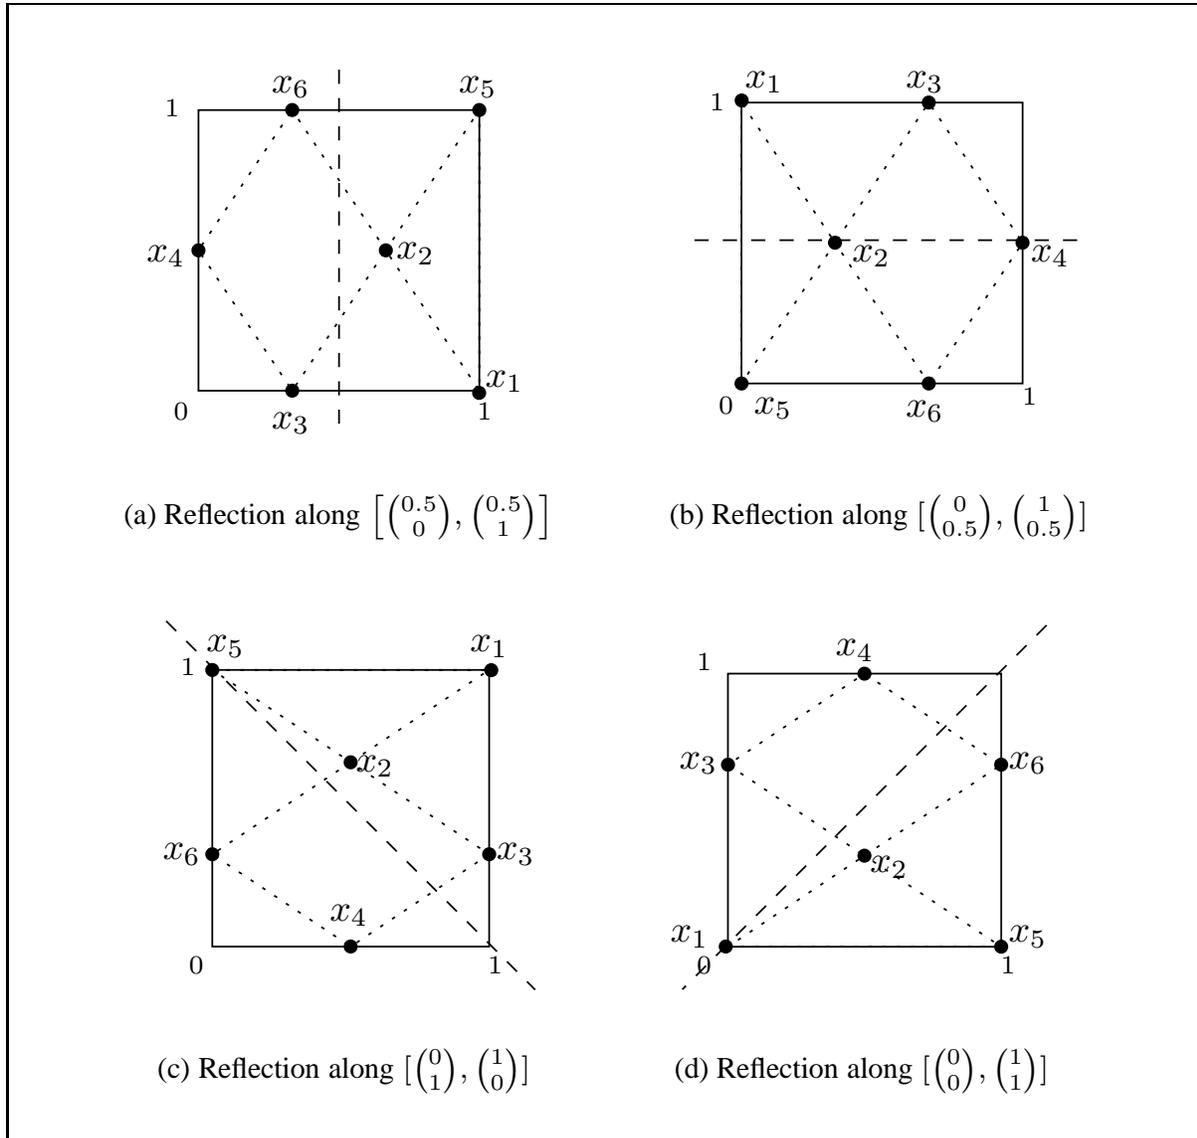 x₆ x₅
1
x₄ x₂
x₁
0 x₃ 1
(a) Reflection along [(0.5 0), (0.5 1)]
x₁ x₃
1
x₂ x₄
0 x₅ x₆ 1
(b) Reflection along [(0 0.5), (1 0.5)]
x₅ x₁
1
x₂
x₆ x₃
x₄
0 1
(c) Reflection along [(0 1), (1 0)]
x₄
1
x₃ x₆
x₂
x₁ x₅
0 1
(d) Reflection along [(0 0), (1 1)]